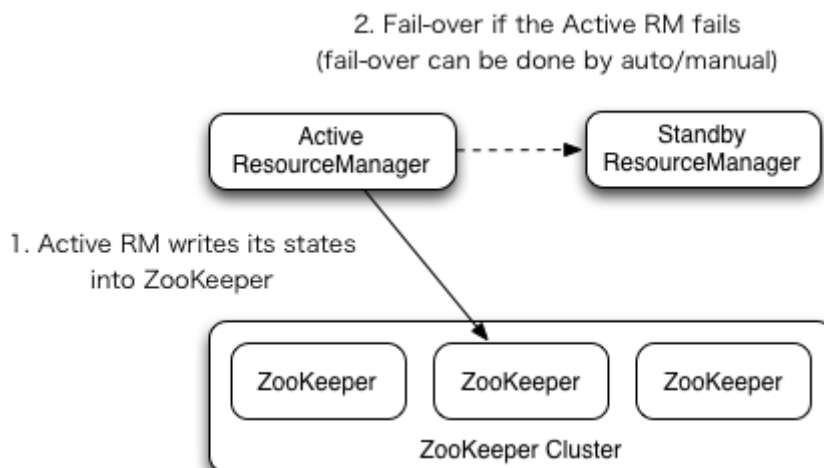 2. Fail-over if the Active RM fails
(fail-over can be done by auto/manual)
Active
ResourceManager
Standby
ResourceManager
1. Active RM writes its states
into ZooKeeper
ZooKeeper
ZooKeeper
ZooKeeper
ZooKeeper Cluster